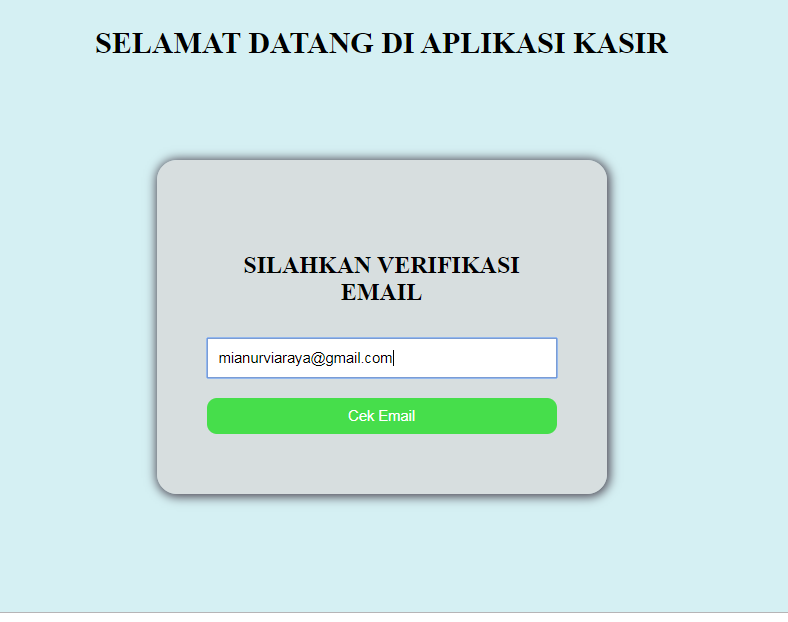 SELAMAT DATANG DI APLIKASI KASIR
SILAHKAN VERIFIKASI
EMAIL
mianurviaraya@gmail.com
Cek Email